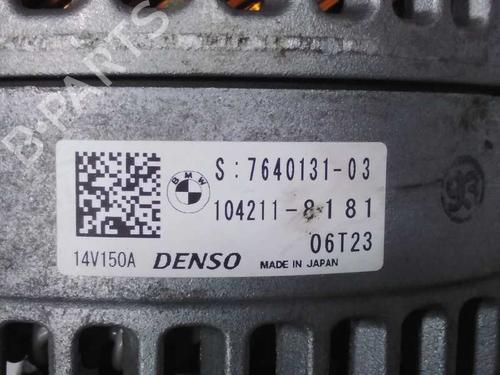 B-PARTS
BMW
S:7640131-03
104211-8181
06T23
14V150A DENSO MADE IN JAPAN